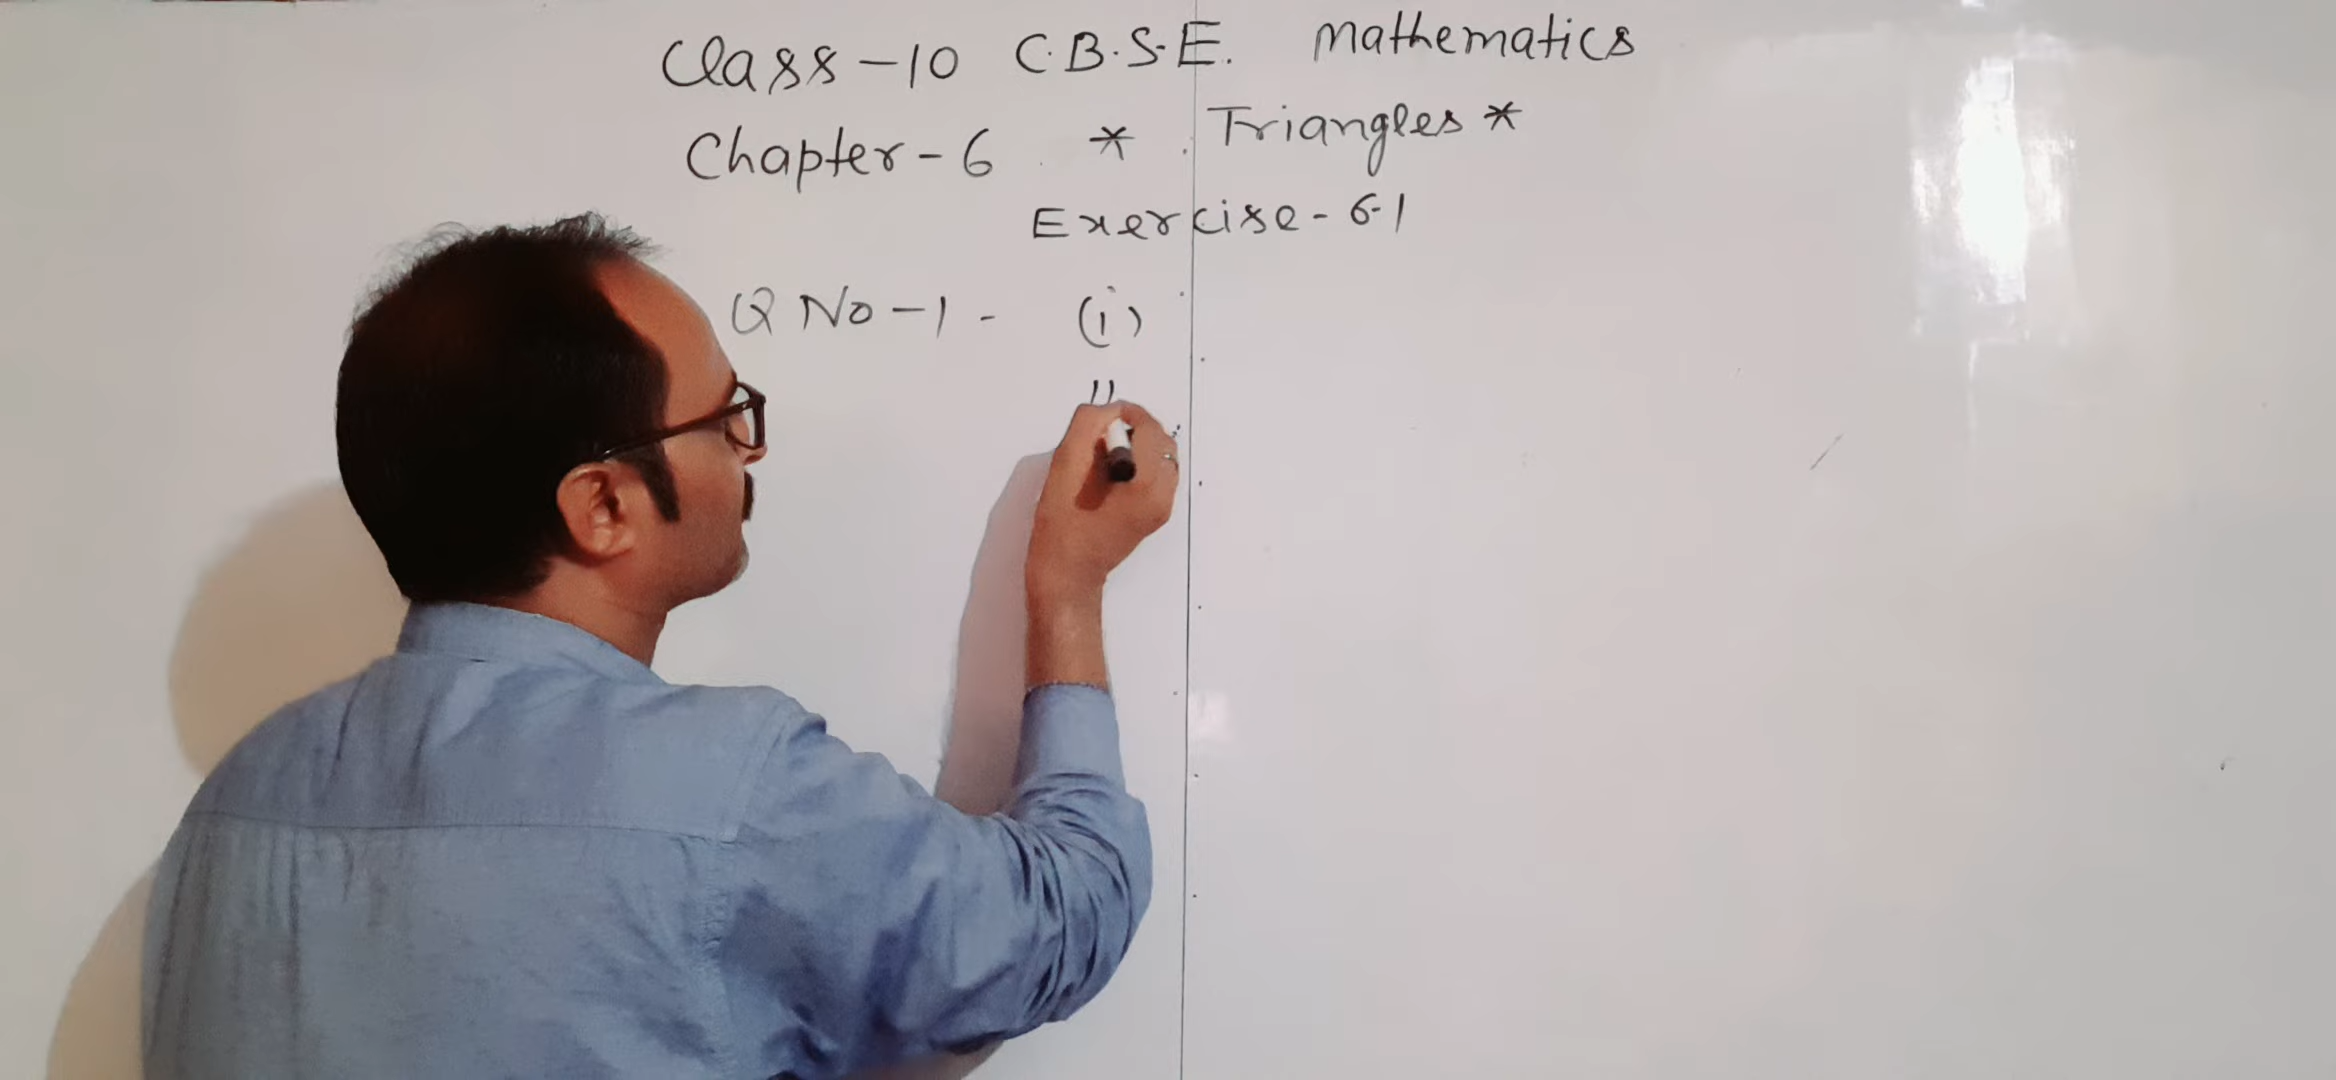 Class - 10 C.B.S.E. Mathematics
Chapter - 6 * Triangles *
Exercise - 6.1
Q No - 1 - (i)
"